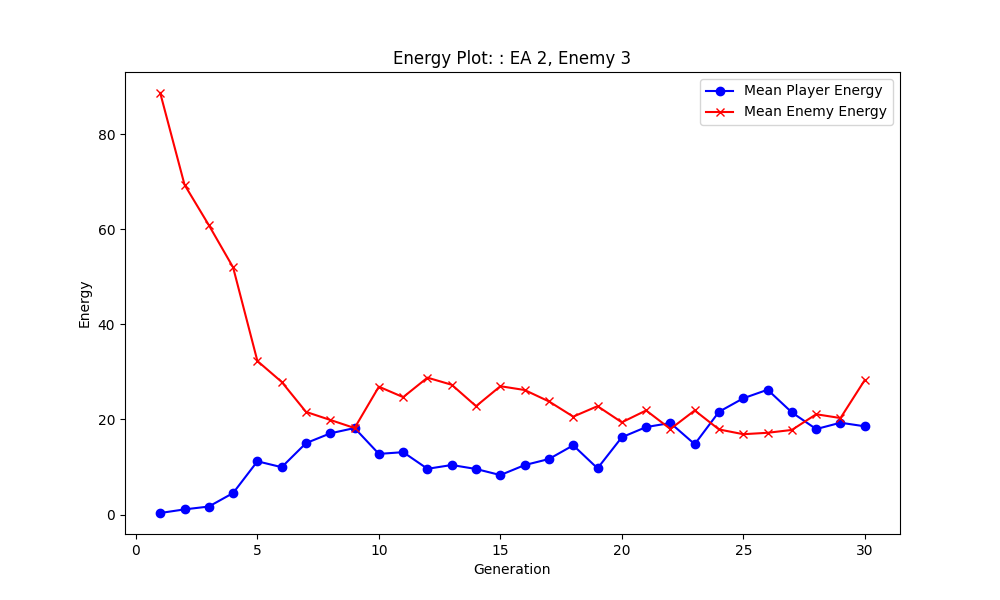 Energy Plot: : EA 2, Enemy 3
Mean Player Energy
Mean Enemy Energy
Energy
80
60
40
20
0
0 5 10 15 20 25 30
Generation